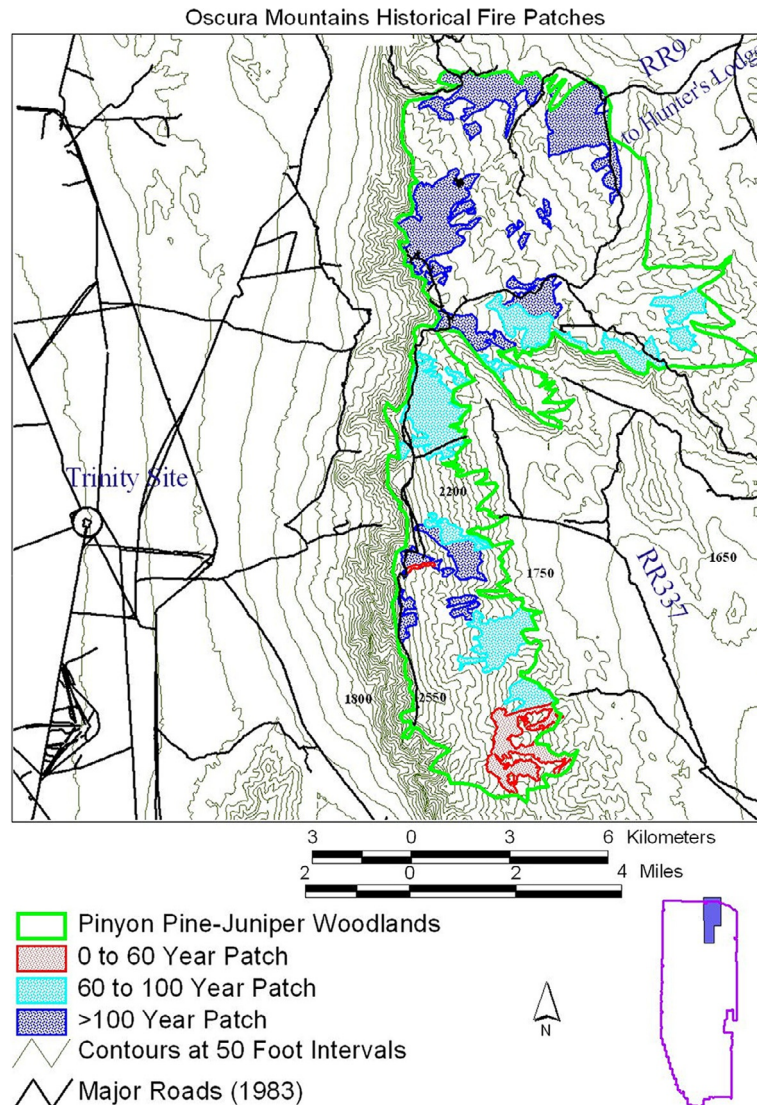 Oscura Mountains Historical Fire Patches
RR9
to Hunter's Lodge
Trinity Site
2200
1750
1650
RR337
1800
2550
3 0 3 6 Kilometers
2 0 2 4 Miles
Pinyon Pine-Juniper Woodlands
0 to 60 Year Patch
60 to 100 Year Patch
>100 Year Patch
Contours at 50 Foot Intervals
Major Roads (1983)
N